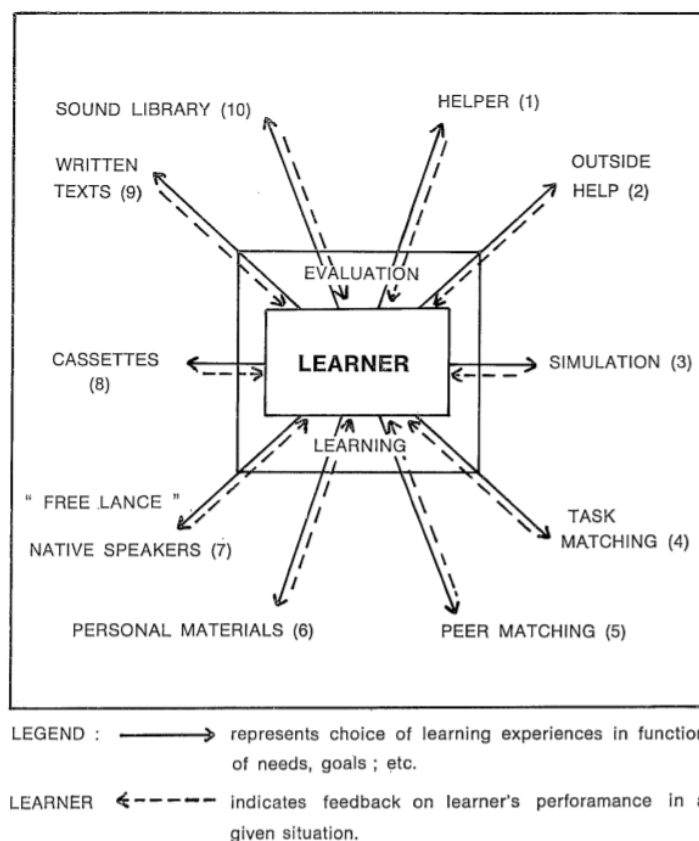 SOUND LIBRARY (10)
HELPER (1)
WRITTEN
TEXTS (9)
OUTSIDE
HELP (2)
EVALUATION
CASSETTES
(8)
LEARNER
SIMULATION (3)
LEARNING
" FREE LANCE "
NATIVE SPEAKERS (7)
TASK
MATCHING (4)
PERSONAL MATERIALS (6)
PEER MATCHING (5)
LEGEND : represents choice of learning experiences in function
of needs, goals ; etc.
LEARNER indicates feedback on learner's perforamance in a
given situation.